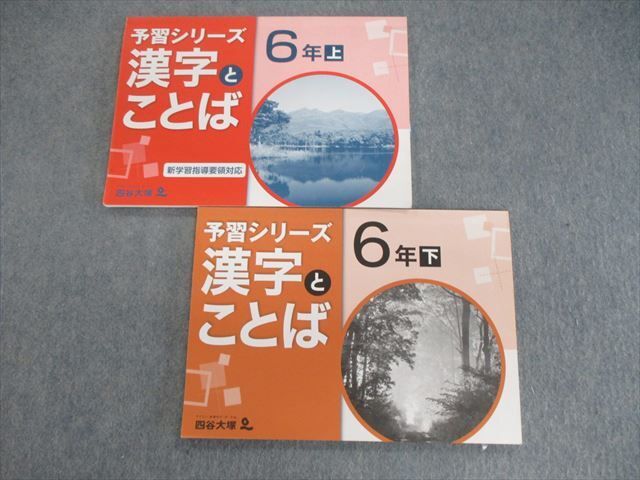 予習シリーズ
漢字と
ことば
6年上
新学習指導要領対応
四谷大塚
予習シリーズ
漢字と
ことば
6年下
四谷大塚